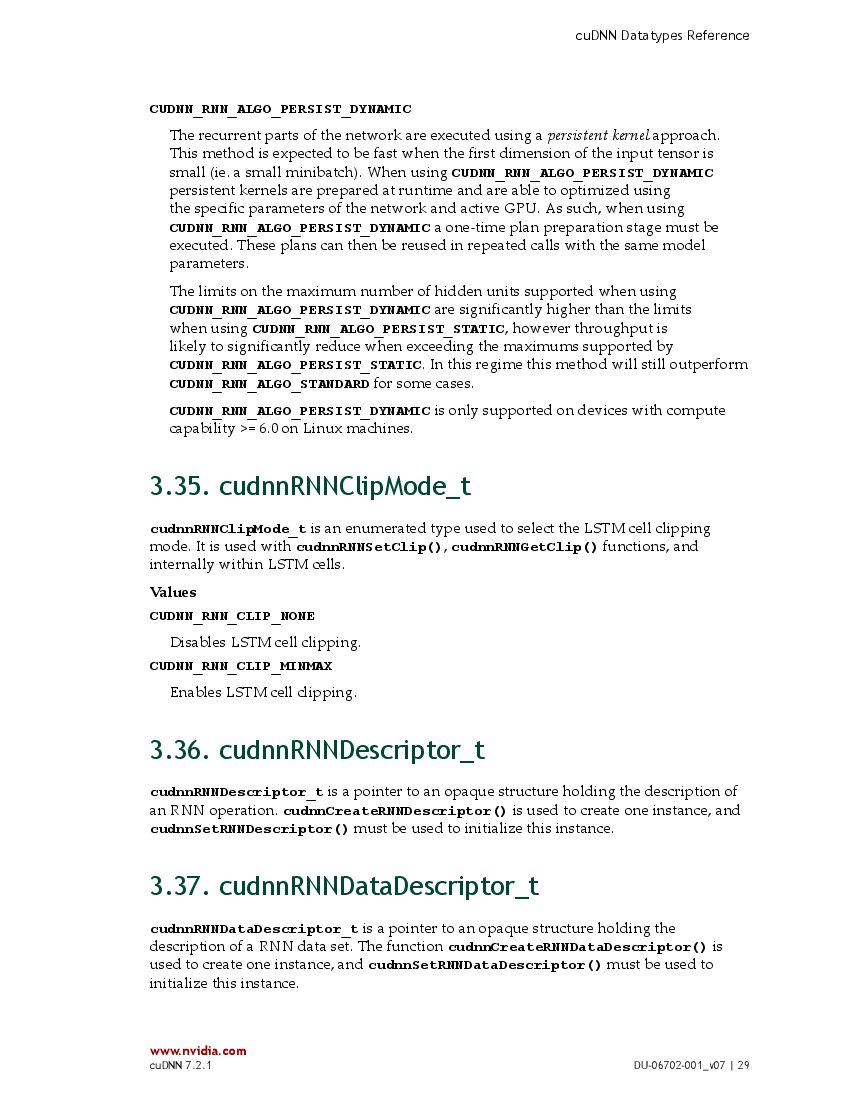 cuDNN Datatypes Reference
CUDNN_RNN_ALGO_PERSIST_DYNAMIC
The recurrent parts of the network are executed using a persistent kernel approach.
This method is expected to be fast when the first dimension of the input tensor is
small (ie. a small minibatch). When using CUDNN_RNN_ALGO_PERSIST_DYNAMIC
persistent kernels are prepared at runtime and are able to optimized using
the specific parameters of the network and active GPU. As such, when using
CUDNN_RNN_ALGO_PERSIST_DYNAMIC a one-time plan preparation stage must be
executed. These plans can then be reused in repeated calls with the same model
parameters.
The limits on the maximum number of hidden units supported when using
CUDNN_RNN_ALGO_PERSIST_DYNAMIC are significantly higher than the limits
when using CUDNN_RNN_ALGO_PERSIST_STATIC, however throughput is
likely to significantly reduce when exceeding the maximums supported by
CUDNN_RNN_ALGO_PERSIST_STATIC. In this regime this method will still outperform
CUDNN_RNN_ALGO_STANDARD for some cases.
CUDNN_RNN_ALGO_PERSIST_DYNAMIC is only supported on devices with compute
capability >= 6.0 on Linux machines.
3.35. cudnnRNNClipMode_t
cudnnRNNClipMode_t is an enumerated type used to select the LSTM cell clipping
mode. It is used with cudnnRNNSetClip(), cudnnRNNGetClip() functions, and
internally within LSTM cells.
Values
CUDNN_RNN_CLIP_NONE
Disables LSTM cell clipping.
CUDNN_RNN_CLIP_MINMAX
Enables LSTM cell clipping.
3.36. cudnnRNNDescriptor_t
cudnnRNNDescriptor_t is a pointer to an opaque structure holding the description of
an RNN operation. cudnnCreateRNNDescriptor() is used to create one instance, and
cudnnSetRNNDescriptor() must be used to initialize this instance.
3.37. cudnnRNNDataDescriptor_t
cudnnRNNDataDescriptor_t is a pointer to an opaque structure holding the
description of a RNN data set. The function cudnnCreateRNNDataDescriptor() is
used to create one instance, and cudnnSetRNNDataDescriptor() must be used to
initialize this instance.
www.nvidia.com
cuDNN 7.2.1
DU-06702-001_v07 | 29